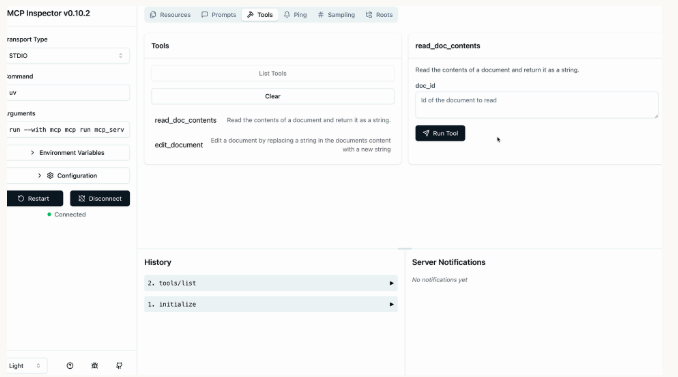 MCP Inspector v0.10.2
ransport Type
STDIO
ommand
uv
rguments
run --with mcp mcp run mcp_serv
Environment Variables
Configuration
Restart
Disconnect
Connected
Light
Resources
Prompts
Tools
Ping
Sampling
Roots
Tools
List Tools
Clear
read_doc_contents
Read the contents of a document and return it as a string.
edit_document
Edit a document by replacing a string in the documents content
with a new string
read_doc_contents
Read the contents of a document and return it as a string.
doc_id
Id of the document to read
Run Tool
History
2. tools/list
1. initialize
Server Notifications
No notifications yet